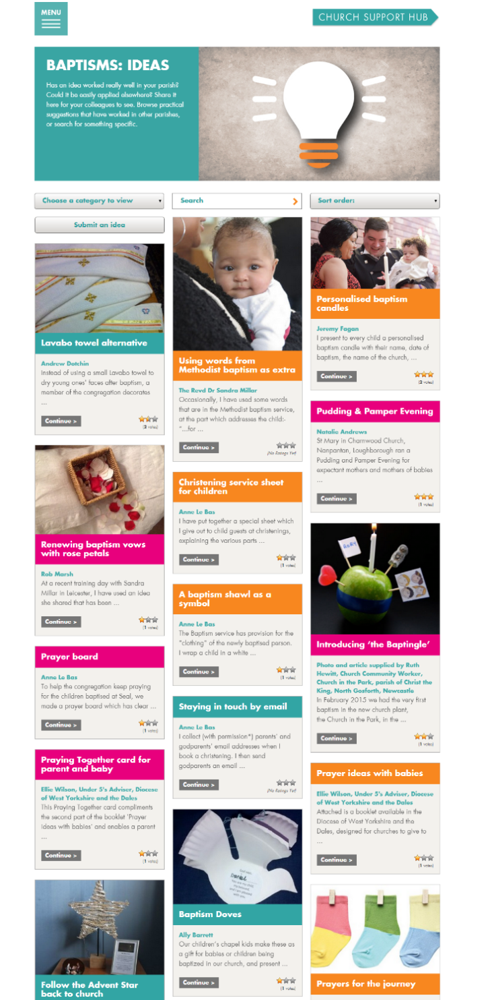 MENU
CHURCH SUPPORT HUB
BAPTISMS: IDEAS
Has an idea worked really well in your parish?
Could it be easily applied elsewhere? Share it
here for your colleagues to see. Browse practical
suggestions that have worked in other parishes,
or search for something specific.
Choose a category to view
Search
Sort order:
Submit an idea
Lavabo towel alternative
Andrew Dotchin
Instead of using a small Lavabo towel to
dry young ones' faces after baptism, a
member of the congregation decorates
...
Continue >
(2 votes)
Renewing baptism vows
with rose petals
Rob Marsh
At a recent training day with Sandra
Millar in Leicester, I have used an idea
she shared that has been ...
Continue >
(1 votes)
Prayer board
Anne Le Bas
To help the congregation keep praying
for the children baptised at Seal, we
made a prayer board which has clear ...
Continue >
(1 votes)
Praying Together card for
parent and baby
Ellie Wilson, Under 5's Adviser, Diocese
of West Yorkshire and the Dales
This Praying Together card compliments
the second part of the booklet 'Prayer
ideas with babies' and enables a parent
...
Continue >
(1 votes)
Follow the Advent Star
back to church
Using words from
Methodist baptism as extra
The Revd Dr Sandra Millar
Occasionally, I have used some words
that are in the Methodist baptism service,
at the part which addresses the child:-
"...for ...
Continue >
(No Ratings Yet)
Christening service sheet
for children
Anne Le Bas
I have put together a special sheet which
I give out to child guests at christenings,
explaining the various parts ...
Continue >
(1 votes)
A baptism shawl as a
symbol
Anne Le Bas
The Baptism service has provision for the
"clothing" of the newly baptised person.
I wrap a child in a white ...
Continue >
(1 votes)
Staying in touch by email
Anne Le Bas
I collect (with permission*) parents' and
godparents' email addresses when I
book a christening. I then send
godparents an email ...
Continue >
(No Ratings Yet)
Daniel
Baptism Doves
Ally Barrett
Our children's chapel kids make these as
a gift for babies or children being
baptized in our church, and present ...
Continue >
(1 votes)
Personalised baptism
candles
Jeremy Fagan
I present to every child a personalised
baptism candle with their name, date of
baptism, the name of the church, ...
Continue >
(2 votes)
Pudding & Pamper Evening
Natalie Andrews
St Mary in Charnwood Church,
Nanpantan, Loughborough ran a
Pudding and Pamper Evening for
expectant mothers and mothers of babies
...
Continue >
(1 votes)
RORY
Introducing 'the Baptingle'
Photo and article supplied by Ruth
Hewitt, Church Community Worker,
Church in the Park, parish of Christ the
King, North Gosforth, Newcastle
In February 2015 we had the very first
baptism in the new church plant,
the Church in the Park, in the ...
Continue >
(1 votes)
Prayer ideas with babies
Ellie Wilson, Under 5's Adviser, Diocese
of West Yorkshire and the Dales
Attached is a booklet available in the
Diocese of West Yorkshire and the
Dales, designed for churches to give to
...
Continue >
(1 votes)
Prayers for the journey